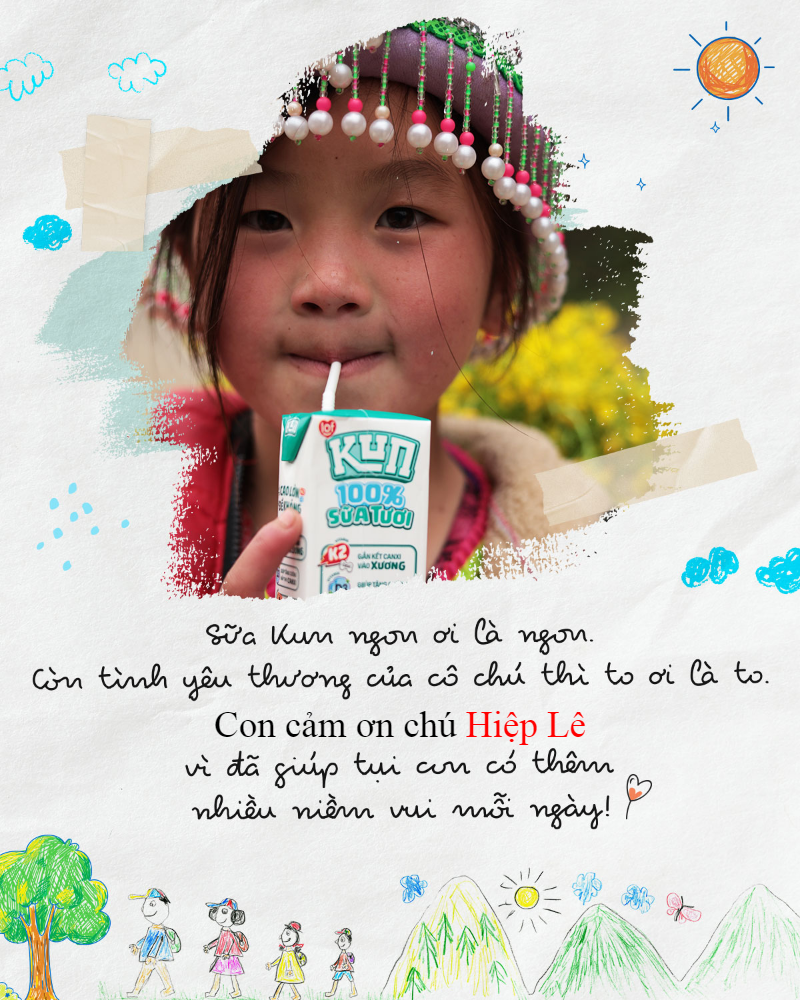 lof
KUN
100%
SỮA TƯƠI
K2
GẮN KẾT CANXI
VÀO XƯƠNG
D3
Sữa Kun ngon ơi là ngon.
Còn tình yêu thương của cô chú thì to ơi là to.
Con cảm ơn chú Hiệp Lê
vì đã giúp tụi con có thêm
nhiều niềm vui mỗi ngày!